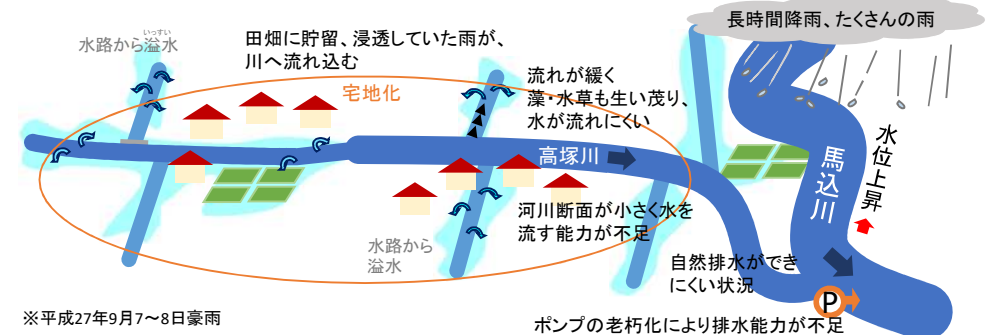 長時間降雨、たくさんの雨
いっすい
水路から溢水
田畑に貯留、浸透していた雨が、
川へ流れ込む
宅地化
流れが緩く
藻・水草も生い茂り、
水が流れにくい
高塚川
馬込川
水位上昇
河川断面が小さく水を
流す能力が不足
水路から
溢水
自然排水ができ
にくい状況
P
※平成27年9月7~8日豪雨
ポンプの老朽化により排水能力が不足